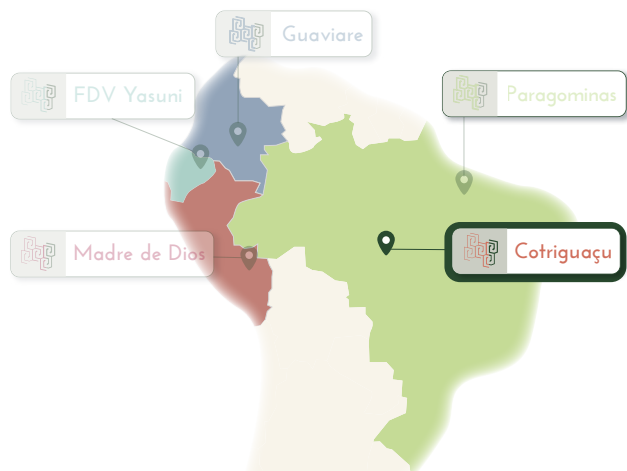 Guaviare
FDV Yasuni
Paragominas
Madre de Dios
Cotriguaçu